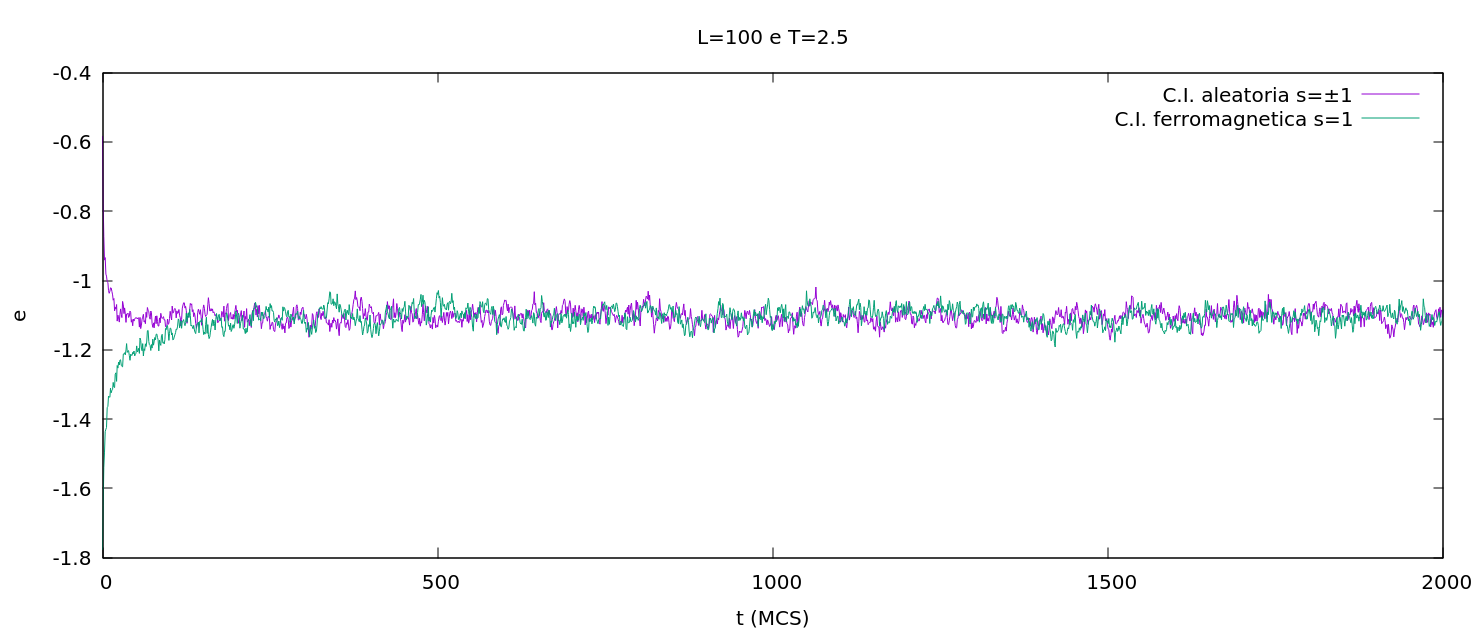 L=100 e T=2.5
C.I. aleatoria s=±1
C.I. ferromagnetica s=1
-0.4
-0.6
-0.8
-1
-1.2
-1.4
-1.6
-1.8
e
0
500
1000
1500
2000
t (MCS)